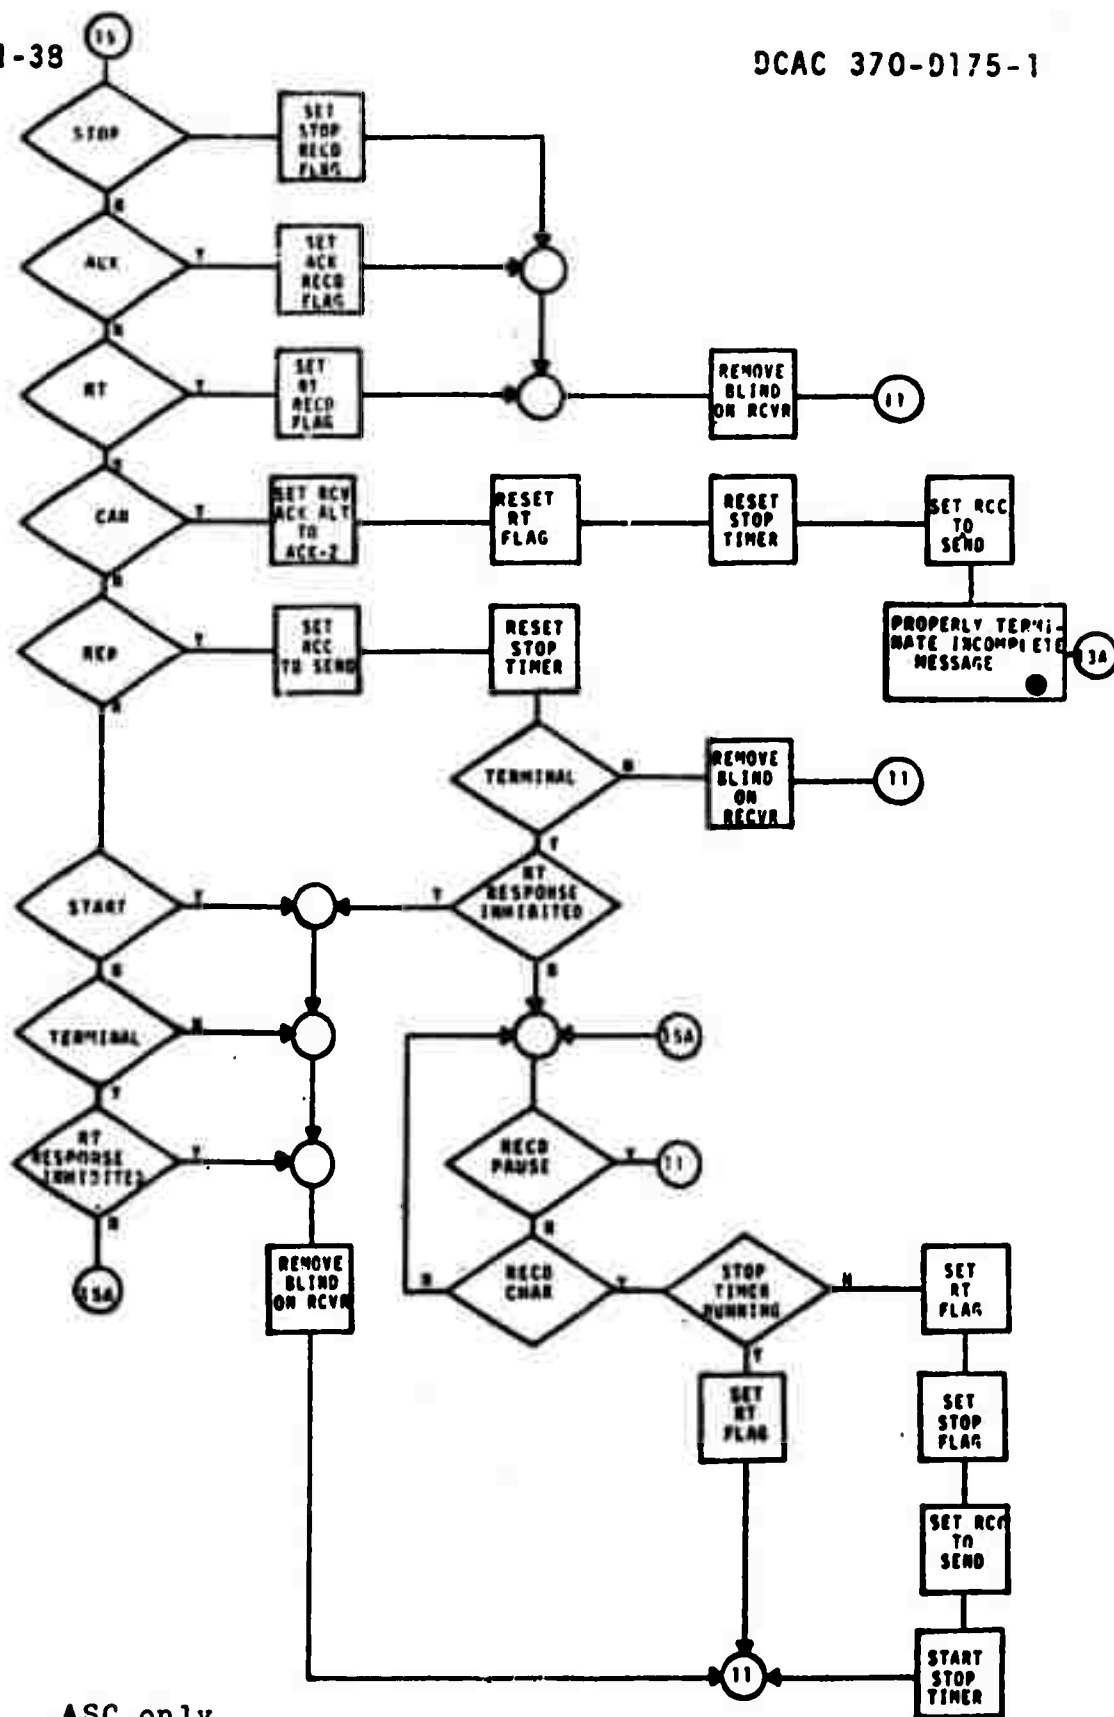 1-38
DCAC 370-D175-1
15
STOP
SET
STOP
RECD
FLAG
N
ACK
Y
SET
ACK
RECD
FLAG
N
RT
Y
SET
RT
RECD
FLAG
REMOVE
BLIND
ON RCVR
N
CAN
Y
SET RCV
ACK ALT
TO
ACK-2
RESET
RT
FLAG
RESET
STOP
TIMER
SET RCC
TO
SEND
N
REP
Y
SET
RCC
TO SEND
RESET
STOP
TIMER
PROPERLY TERMI-
NATE INCOMPLETE
MESSAGE
13A
N
TERMINAL
N
REMOVE
BLIND
ON
RECVR
11
Y
START
Y
RT
RESPONSE
INHIBITED
Y
N
N
TERMINAL
N
15A
Y
RT
RESPONSE
INHIBITED
Y
RECD
PAUSE
Y
11
N
N
15A
REMOVE
BLIND
ON RCVR
RECD
CHAR
N
Y
STOP
TIMER
RUNNING
N
SET
RT
FLAG
Y
SET
RT
FLAG
SET
STOP
FLAG
SET RCC
TO
SEND
11
START
STOP
TIMER
ASC only